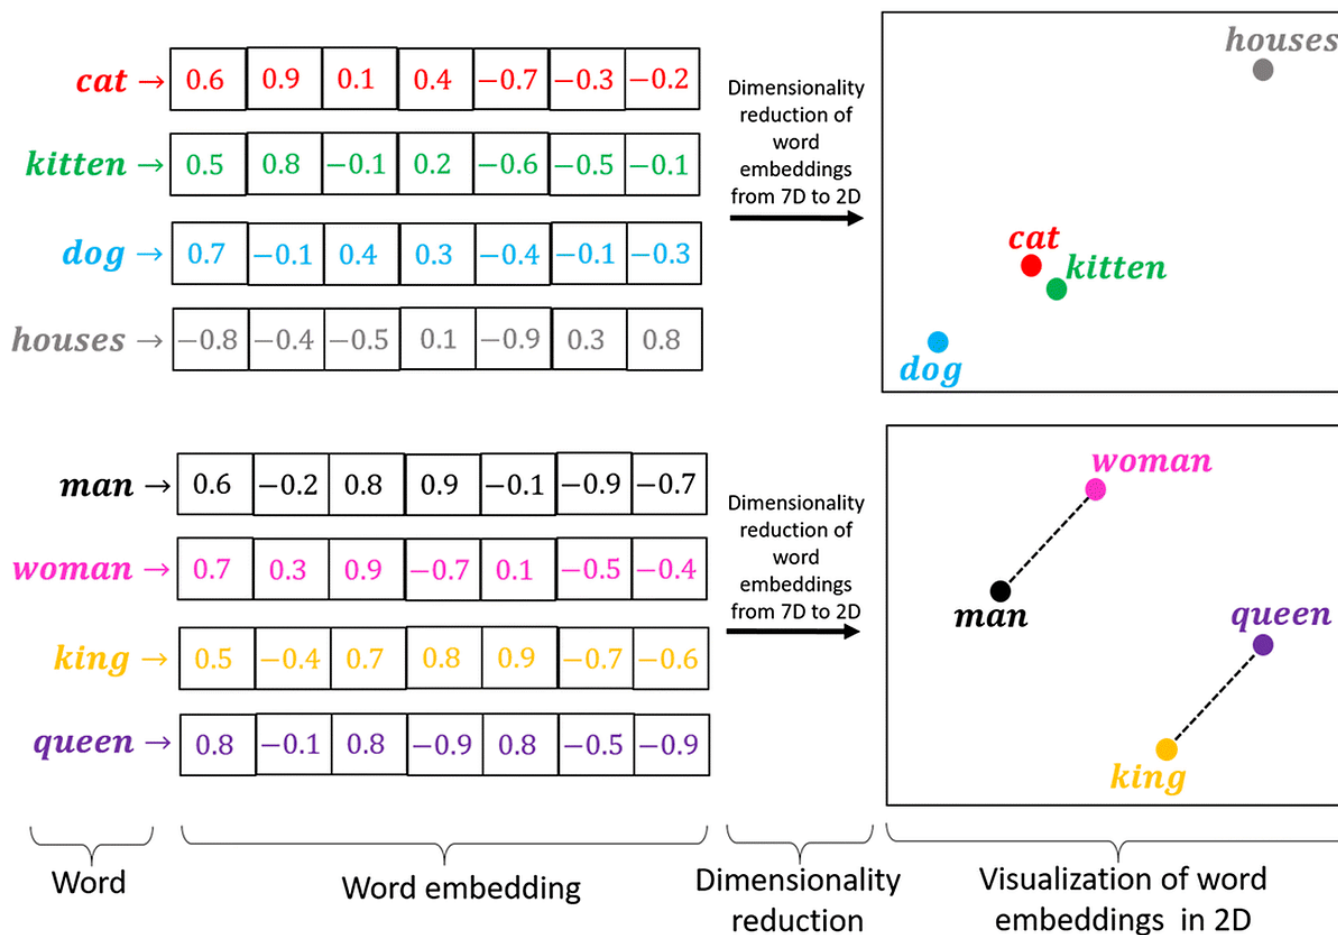 cat → 0.6 0.9 0.1 0.4 −0.7 −0.3 −0.2
kitten → 0.5 0.8 −0.1 0.2 −0.6 −0.5 −0.1
dog → 0.7 −0.1 0.4 0.3 −0.4 −0.1 −0.3
houses → −0.8 −0.4 −0.5 0.1 −0.9 0.3 0.8
Dimensionality
reduction of
word
embeddings
from 7D to 2D
houses
cat
kitten
dog
man → 0.6 −0.2 0.8 0.9 −0.1 −0.9 −0.7
woman → 0.7 0.3 0.9 −0.7 0.1 −0.5 −0.4
king → 0.5 −0.4 0.7 0.8 0.9 −0.7 −0.6
queen → 0.8 −0.1 0.8 −0.9 0.8 −0.5 −0.9
Dimensionality
reduction of
word
embeddings
from 7D to 2D
woman
man
queen
king
Word
Word embedding
Dimensionality
reduction
Visualization of word
embeddings in 2D